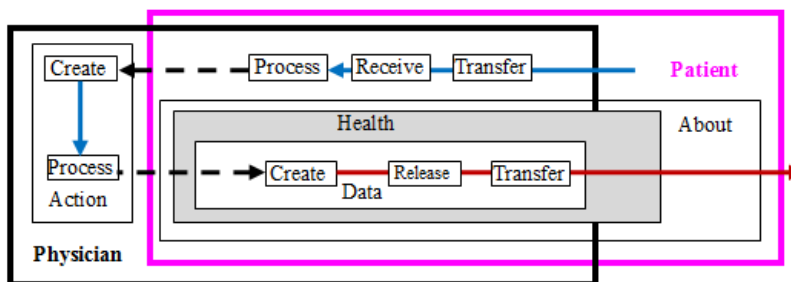 Create
Process
Receive
Transfer
Patient
Health
About
Process
Create
Release
Transfer
Data
Action
Physician